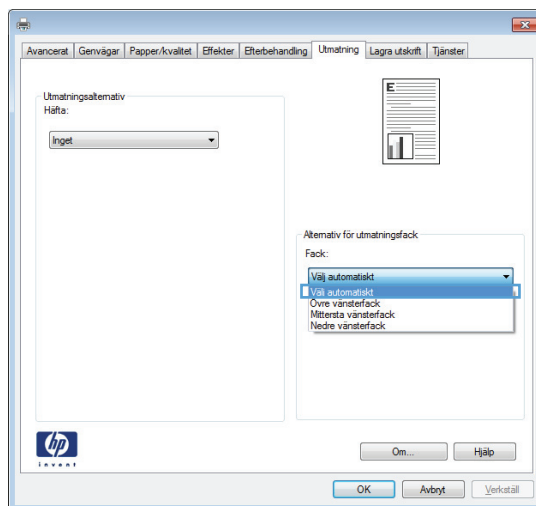 Avancerat Genvägar Papper/kvalitet Effekter Efterbehandling Utmatning Lagra utskrift Tjänster
Utmatningsalternativ
Häfta:
Inget
E
Alternativ för utmatningsfack
Fack:
Välj automatiskt
Välj automatiskt
Övre vänsterfack
Mittersta vänsterfack
Nedre vänsterfack
hp
invent
Om... Hjälp
OK Avbryt Verkställ